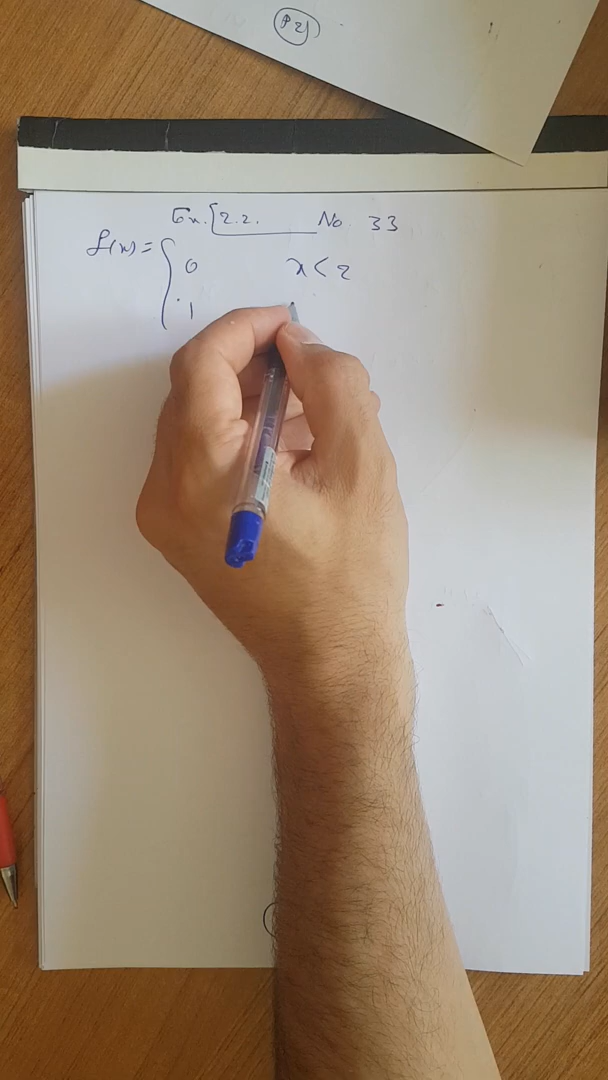 P2)
Ex. 2.2. No. 33
f(x) = { 0 x < 2
1